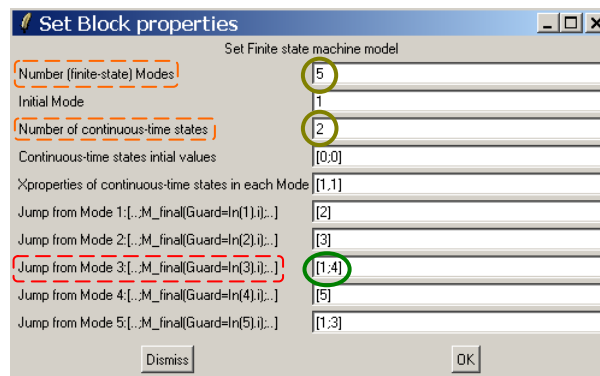 Set Block properties
Set Finite state machine model
Number (finite-state) Modes 5
Initial Mode 1
Number of continuous-time states 2
Continuous-time states intial values [0;0]
Xproperties of continuous-time states in each Mode [1,1]
Jump from Mode 1:[..;M_final(Guard=In(1).i);..] [2]
Jump from Mode 2:[..;M_final(Guard=In(2).i);..] [3]
Jump from Mode 3:[..;M_final(Guard=In(3).i);..] [1;4]
Jump from Mode 4:[..;M_final(Guard=In(4).i);..] [5]
Jump from Mode 5:[..;M_final(Guard=In(5).i);..] [1;3]
Dismiss OK